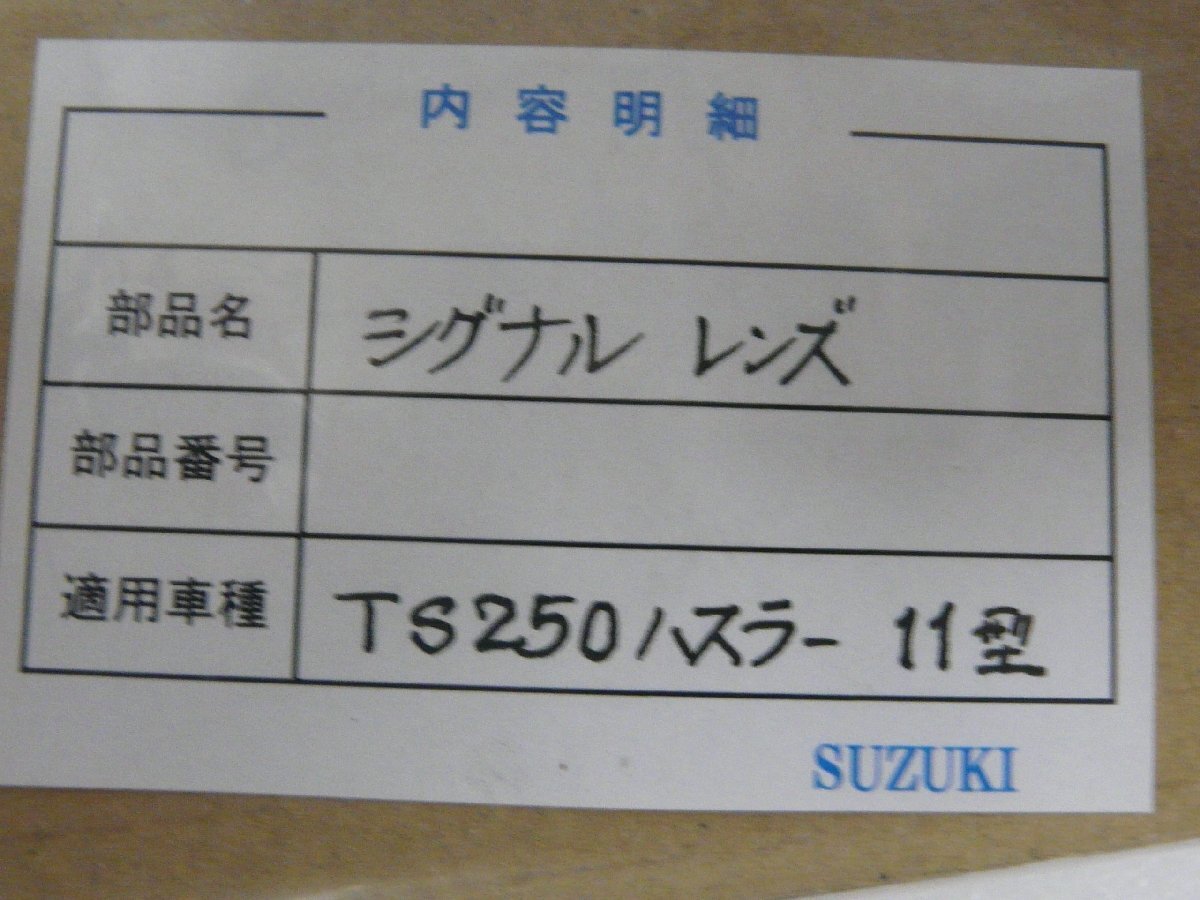 内容明細
部品名 シグナル レンズ
部品番号
適用車種 TS250ハスラー 11型
SUZUKI